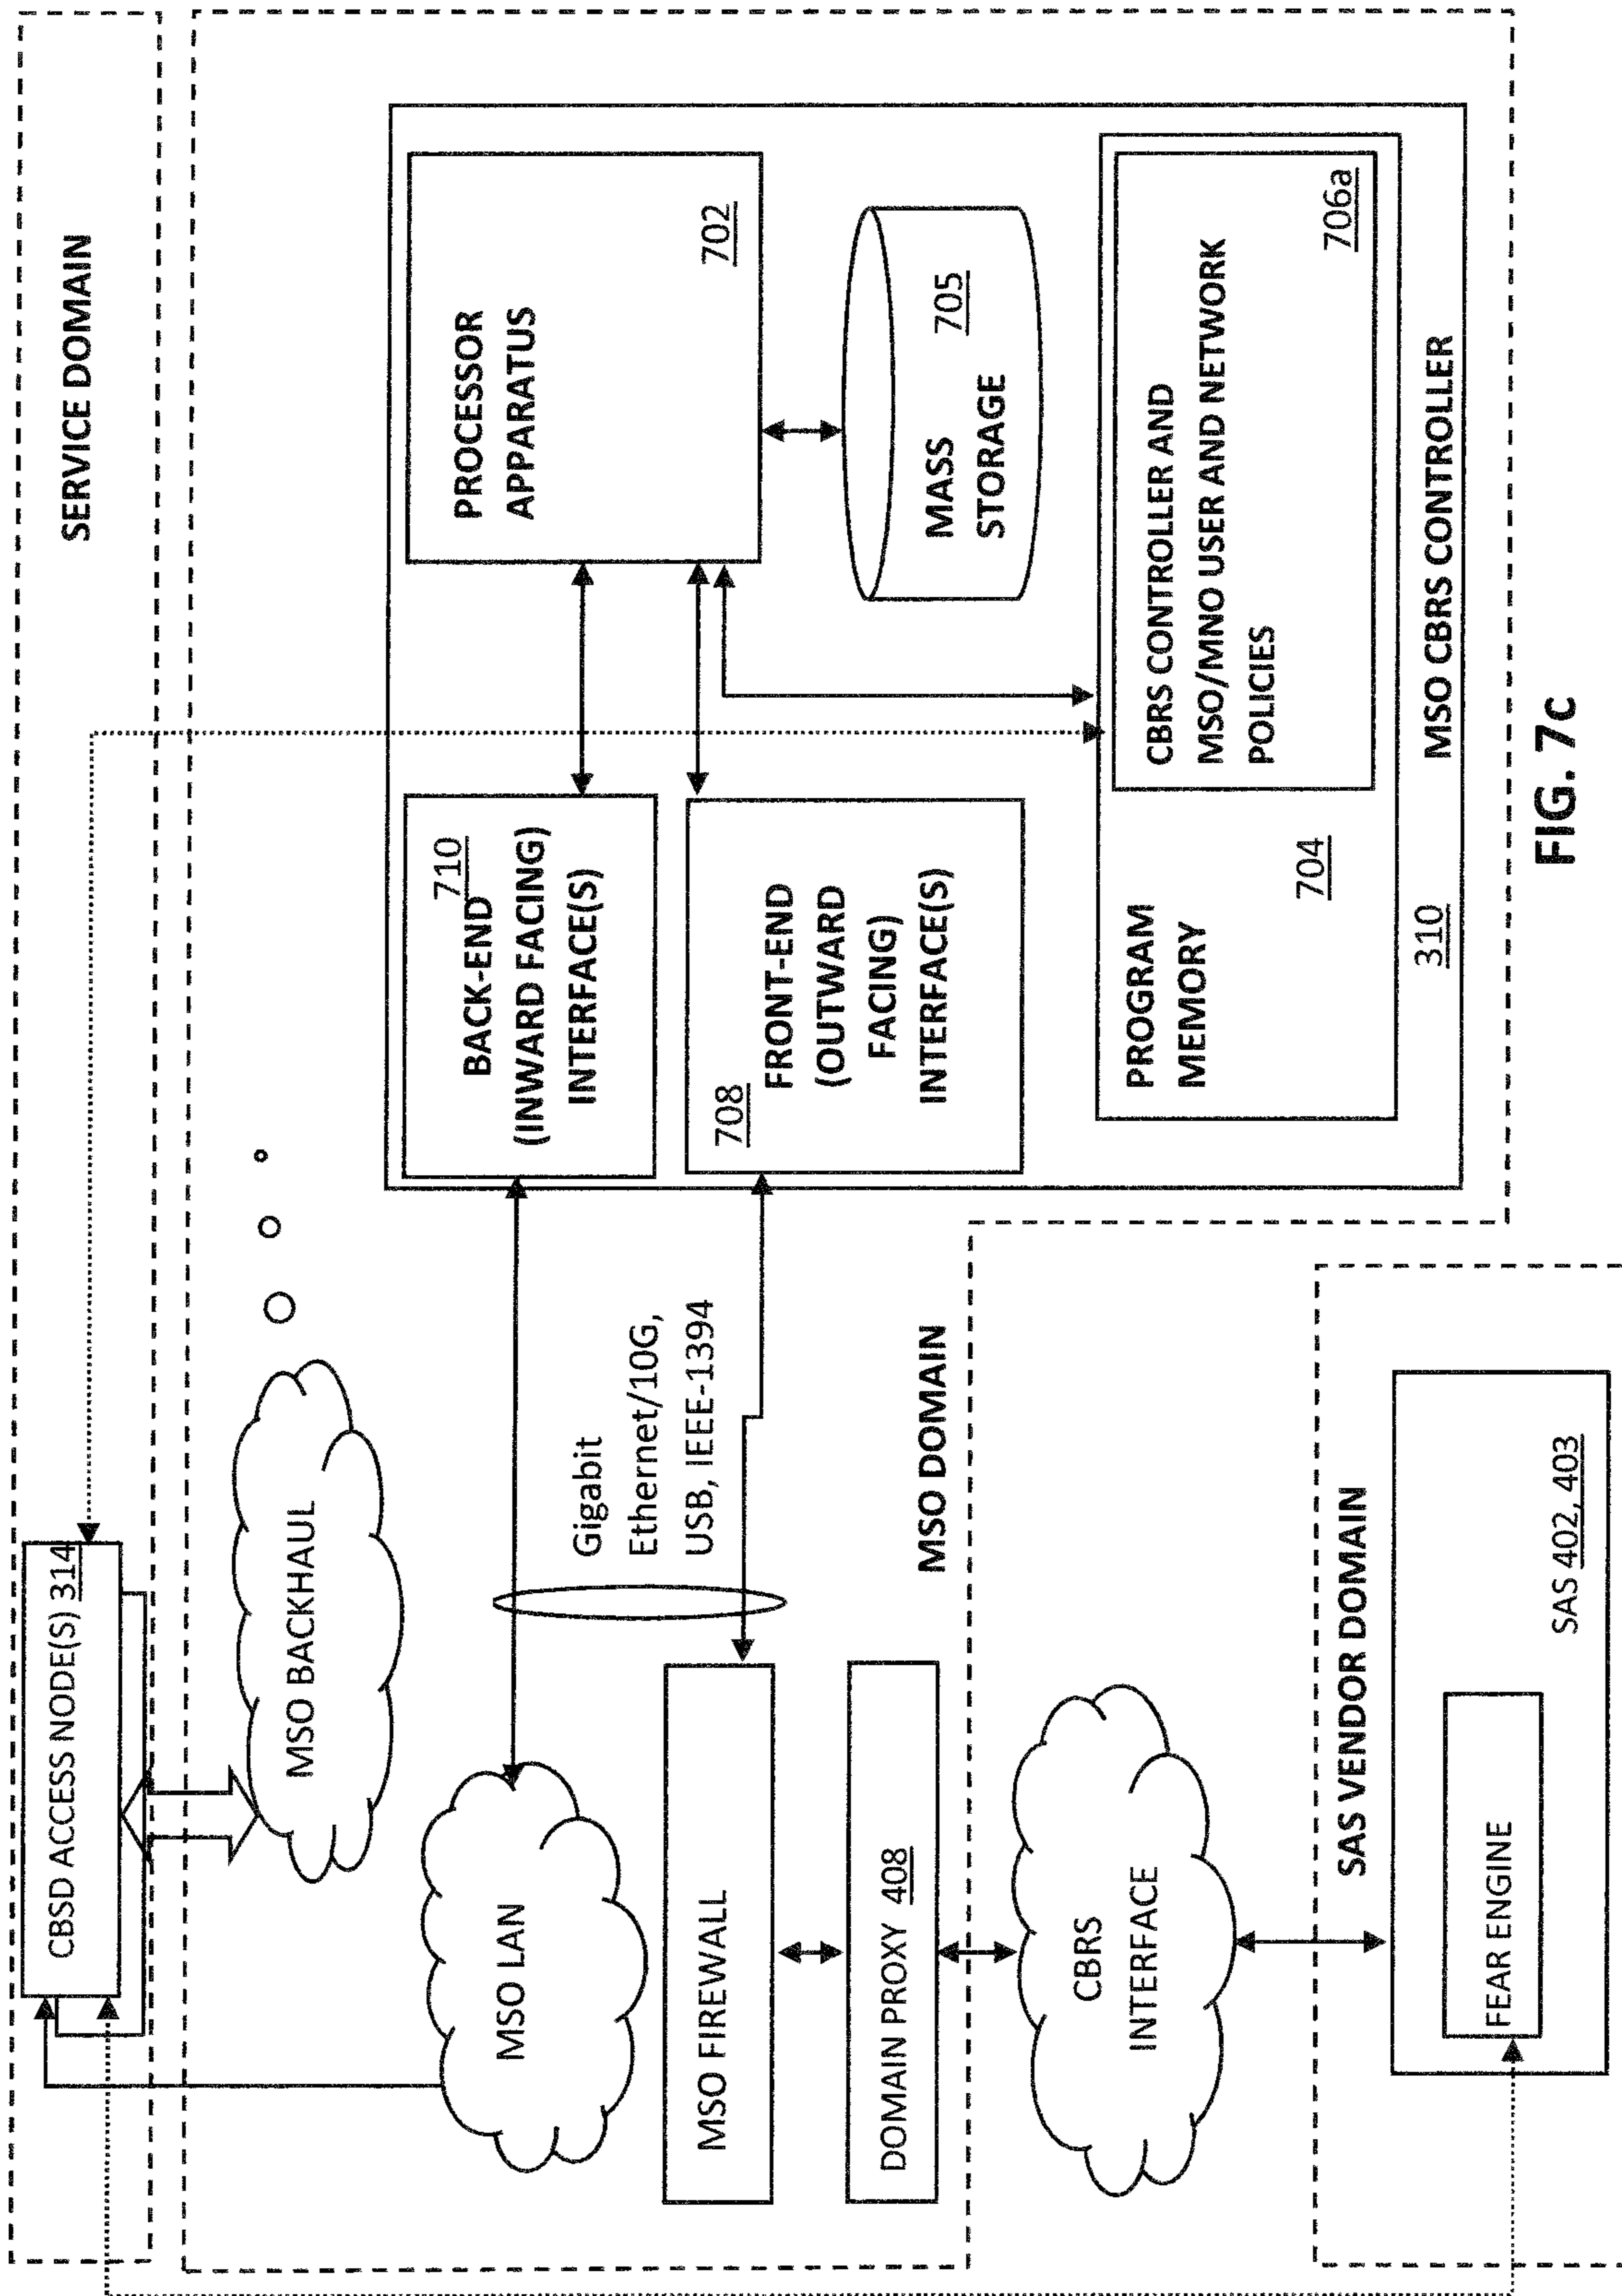 SERVICE DOMAIN
CBSD ACCESS NODE(S) 314
MSO BACKHAUL
MSO LAN
Gigabit
Ethernet/10G,
USB, IEEE-1394
MSO FIREWALL
DOMAIN PROXY 408
MSO DOMAIN
710
BACK-END
(INWARD FACING)
INTERFACE(S)
708
FRONT-END
(OUTWARD
FACING)
INTERFACE(S)
PROCESSOR
APPARATUS
702
MASS
STORAGE
705
PROGRAM
MEMORY
704
CBRS CONTROLLER AND
MSO/MNO USER AND NETWORK
POLICIES
706a
310
MSO CBRS CONTROLLER
CBRS
INTERFACE
SAS VENDOR DOMAIN
FEAR ENGINE
SAS 402, 403
FIG. 7c